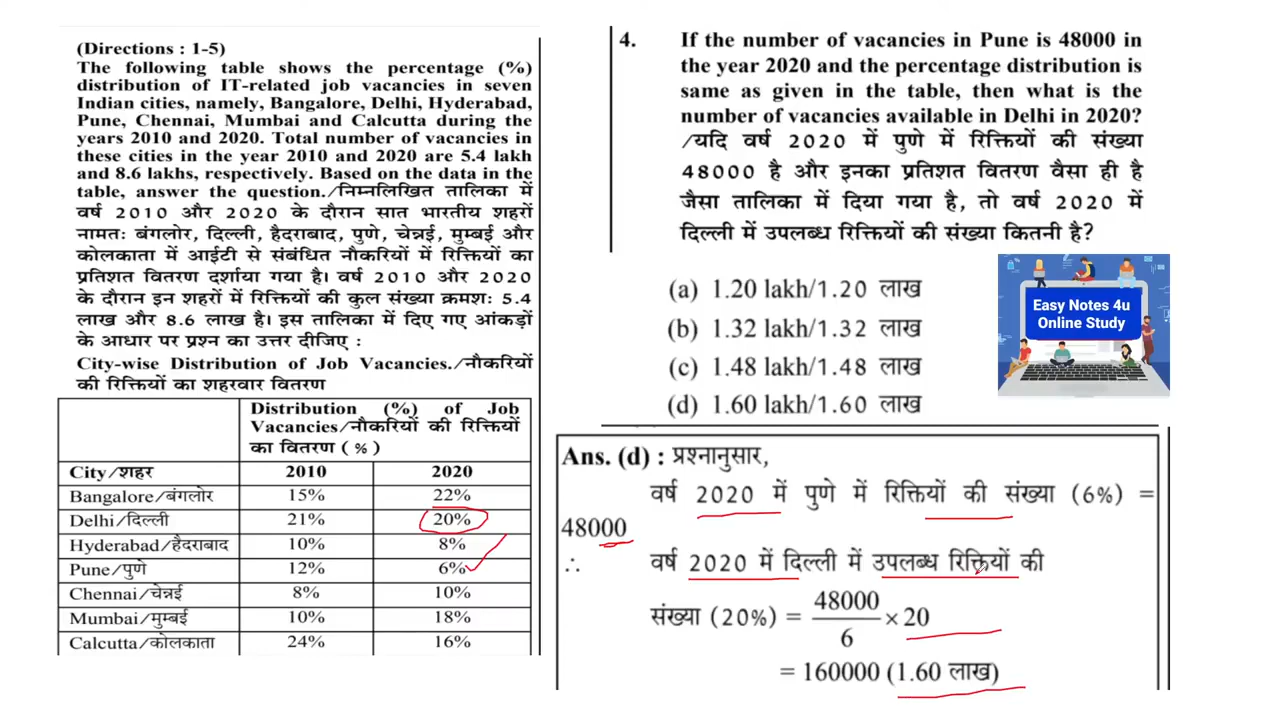 (Directions : 1-5)
The following table shows the percentage (%)
distribution of IT-related job vacancies in seven
Indian cities, namely, Bangalore, Delhi, Hyderabad,
Pune, Chennai, Mumbai and Calcutta during the
years 2010 and 2020. Total number of vacancies in
these cities in the year 2010 and 2020 are 5.4 lakh
and 8.6 lakhs, respectively. Based on the data in the
table, answer the question./निम्नलिखित तालिका में
वर्ष 2010 और 2020 के दौरान सात भारतीय शहरों
नामतः बंगलोर, दिल्ली, हैदराबाद, पुणे, चेन्नई, मुम्बई और
कोलकाता में आईटी से संबंधित नौकरियों में रिक्तियों का
प्रतिशत वितरण दर्शाया गया है। वर्ष 2010 और 2020
के दौरान इन शहरों में रिक्तियों की कुल संख्या क्रमशः 5.4
लाख और 8.6 लाख है। इस तालिका में दिए गए आंकड़ों
के आधार पर प्रश्न का उत्तर दीजिए :
City-wise Distribution of Job Vacancies./नौकरियों
की रिक्तियों का शहरवार वितरण
Distribution (%) of Job
Vacancies/नौकरियों की रिक्तियों
का वितरण (%)
City/शहर 2010 2020
Bangalore/बंगलोर 15% 22%
Delhi/दिल्ली 21% 20%
Hyderabad/हैदराबाद 10% 8%
Pune/पुणे 12% 6%
Chennai/चेन्नई 8% 10%
Mumbai/मुम्बई 10% 18%
Calcutta/कोलकाता 24% 16%
4. If the number of vacancies in Pune is 48000 in
the year 2020 and the percentage distribution is
same as given in the table, then what is the
number of vacancies available in Delhi in 2020?
/यदि वर्ष 2020 में पुणे में रिक्तियों की संख्या
48000 है और इनका प्रतिशत वितरण वैसा ही है
जैसा तालिका में दिया गया है, तो वर्ष 2020 में
दिल्ली में उपलब्ध रिक्तियों की संख्या कितनी है?
(a) 1.20 lakh/1.20 लाख
(b) 1.32 lakh/1.32 लाख
(c) 1.48 lakh/1.48 लाख
(d) 1.60 lakh/1.60 लाख
Easy Notes 4u
Online Study
Ans. (d) : प्रश्नानुसार,
वर्ष 2020 में पुणे में रिक्तियों की संख्या (6%) =
48000
∴ वर्ष 2020 में दिल्ली में उपलब्ध रिक्तियों की
संख्या (20%) = 48000/6 × 20
= 160000 (1.60 लाख)